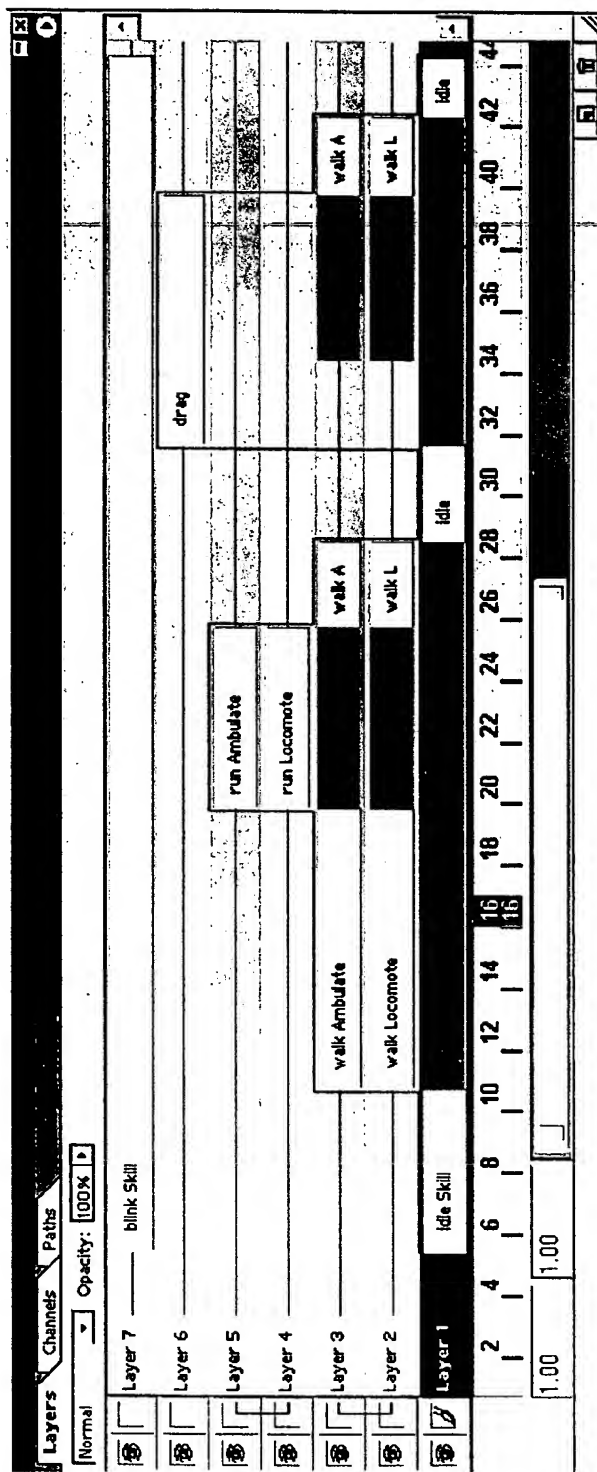 Layers Channels Paths
Normal Opacity: 100%
Layer 7 blink Skill
Layer 6 drag
Layer 5 run Ambulate
Layer 4 run Locomote
Layer 3 walk Ambulate walk A walk A
Layer 2 walk Locomote walk L walk L
Layer 1 Idle Skill Idle Idle
2 4 6 8 10 12 14 16 18 20 22 24 26 28 30 32 34 36 38 40 42 44
16
1.00 1.00